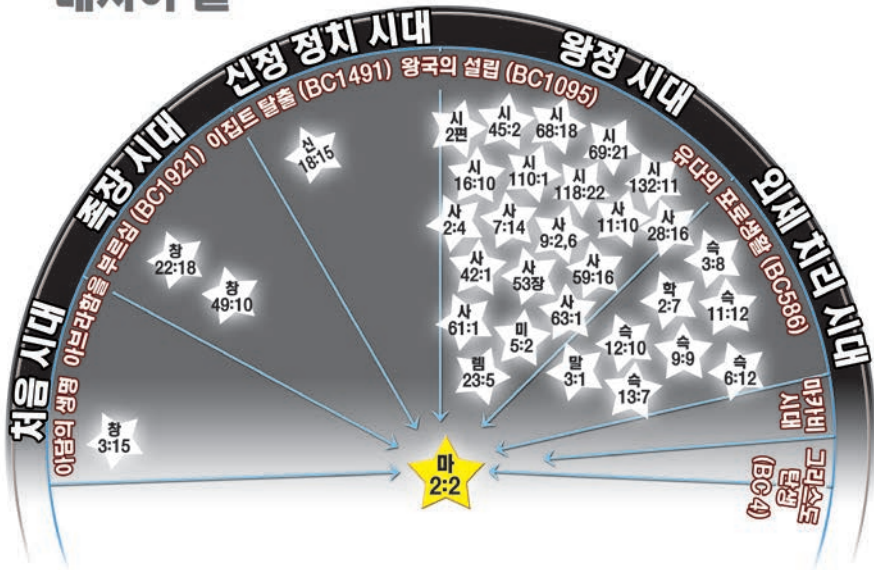 메시아 별
처음 시대
족장 시대
신정 정치 시대
왕정 시대
외세 치리 시대
아담의 생명
아브라함을 부르심 (BC1921)
이집트 탈출 (BC1491)
왕국의 설립 (BC1095)
유다의 포로생활 (BC586)
마카비
시대
그리스도
탄생
(BC4)
창
3:15
창
22:18
창
49:10
신
18:15
시
2편
시
45:2
시
68:18
시
69:21
시
16:10
시
110:1
시
118:22
시
132:11
사
2:4
사
7:14
사
9:2,6
사
11:10
사
28:16
사
42:1
사
53장
사
59:16
사
61:1
미
5:2
사
63:1
렘
23:5
말
3:1
슥
3:8
학
2:7
슥
11:12
슥
12:10
슥
9:9
슥
6:12
슥
13:7
마
2:2